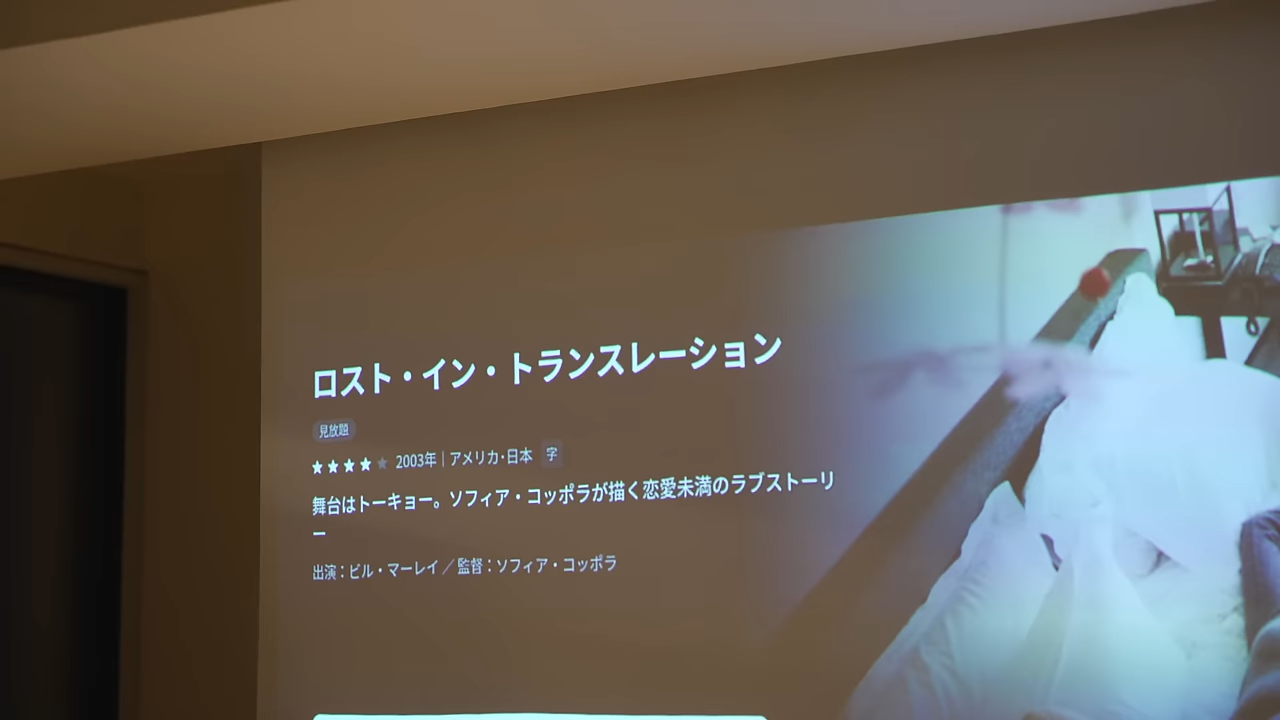 ロスト・イン・トランスレーション
見放題
★★★★★ 2003年｜アメリカ・日本 字
舞台はトーキョー。ソフィア・コッポラが描く恋愛未満のラブストーリ
ー
出演：ビル・マーレイ／監督：ソフィア・コッポラ